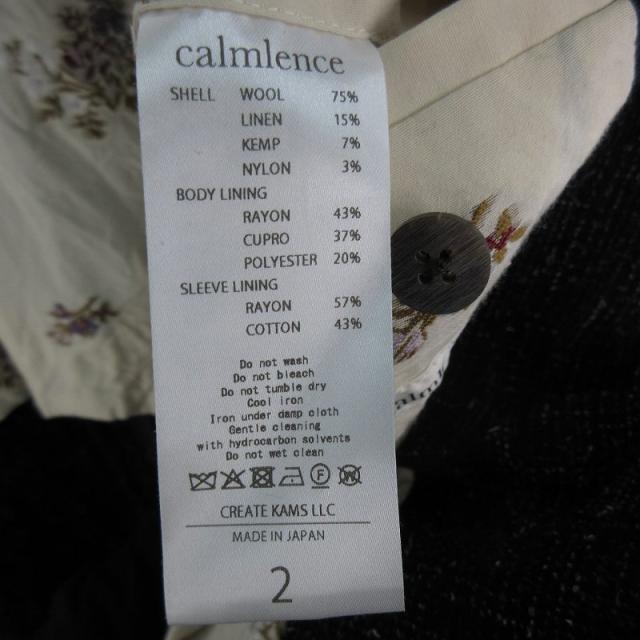 calmlence
SHELL WOOL 75%
LINEN 15%
KEMP 7%
NYLON 3%
BODY LINING
RAYON 43%
CUPRO 37%
POLYESTER 20%
SLEEVE LINING
RAYON 57%
COTTON 43%
Do not wash
Do not bleach
Do not tumble dry
Cool iron
Iron under damp cloth
Gentle cleaning
with hydrocarbon solvents
Do not wet clean
F W
CREATE KAMS LLC
MADE IN JAPAN
2